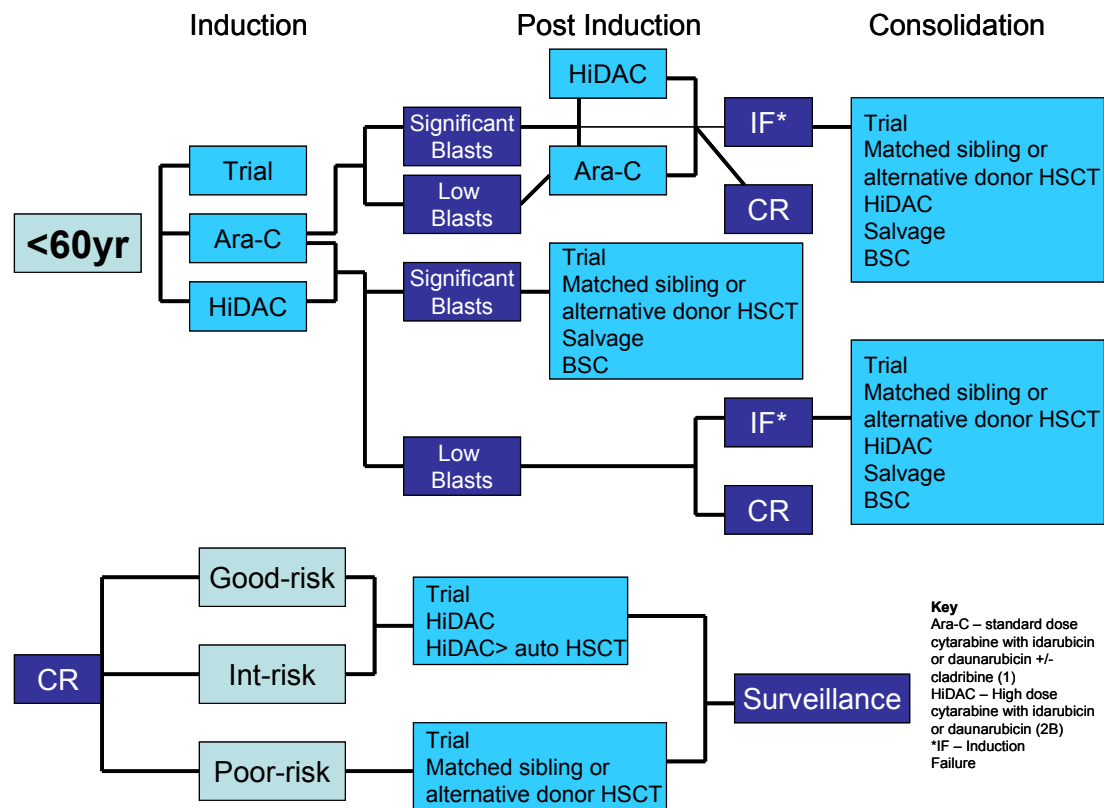 Induction
Post Induction
Consolidation
<60yr
Trial
Ara-C
HiDAC
Significant
Blasts
Low
Blasts
HiDAC
Ara-C
IF*
CR
Trial
Matched sibling or
alternative donor HSCT
HiDAC
Salvage
BSC
Significant
Blasts
Trial
Matched sibling or
alternative donor HSCT
Salvage
BSC
Low
Blasts
IF*
CR
Trial
Matched sibling or
alternative donor HSCT
HiDAC
Salvage
BSC
CR
Good-risk
Int-risk
Poor-risk
Trial
HiDAC
HiDAC> auto HSCT
Trial
Matched sibling or
alternative donor HSCT
Surveillance
Key
Ara-C – standard dose
cytarabine with idarubicin
or daunarubicin +/-
cladribine (1)
HiDAC – High dose
cytarabine with idarubicin
or daunarubicin (2B)
*IF – Induction
Failure